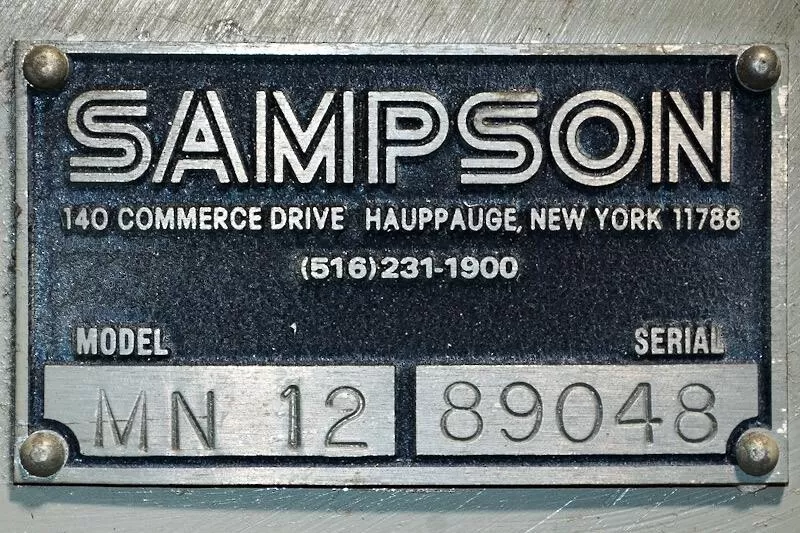 SAMPSON
140 COMMERCE DRIVE HAUPPAUGE, NEW YORK 11788
(516)231-1900
MODEL SERIAL
MN 12 89048